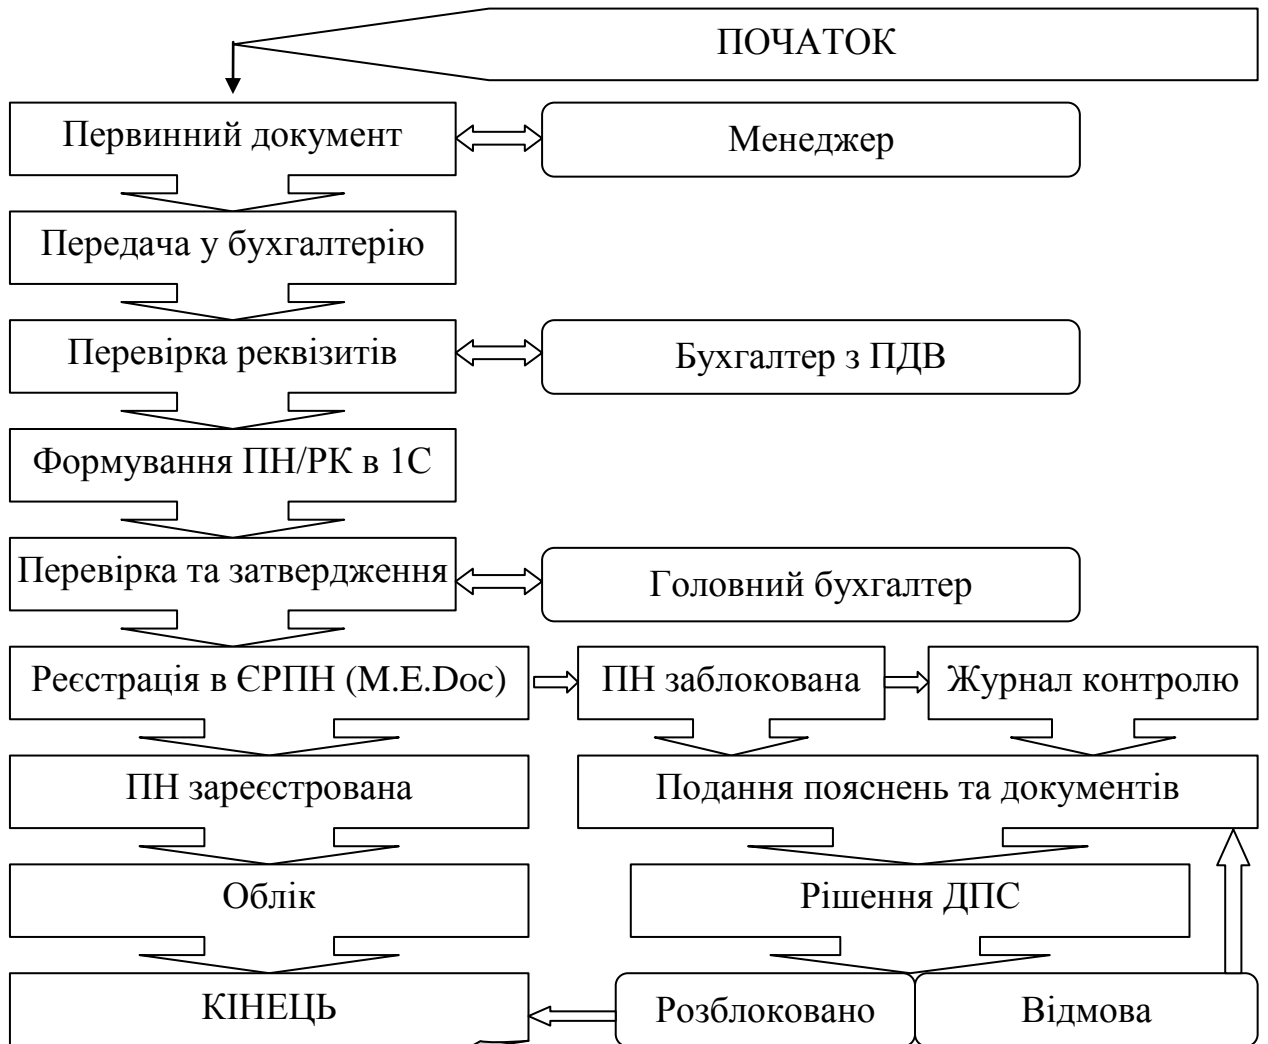 ПОЧАТОК
Первинний документ
Менеджер
Передача у бухгалтерію
Перевірка реквізитів
Бухгалтер з ПДВ
Формування ПН/РК в 1С
Перевірка та затвердження
Головний бухгалтер
Реєстрація в ЄРПН (M.E.Doc)
ПН заблокована
Журнал контролю
ПН зареєстрована
Подання пояснень та документів
Облік
Рішення ДПС
КІНЕЦЬ
Розблоковано
Відмова